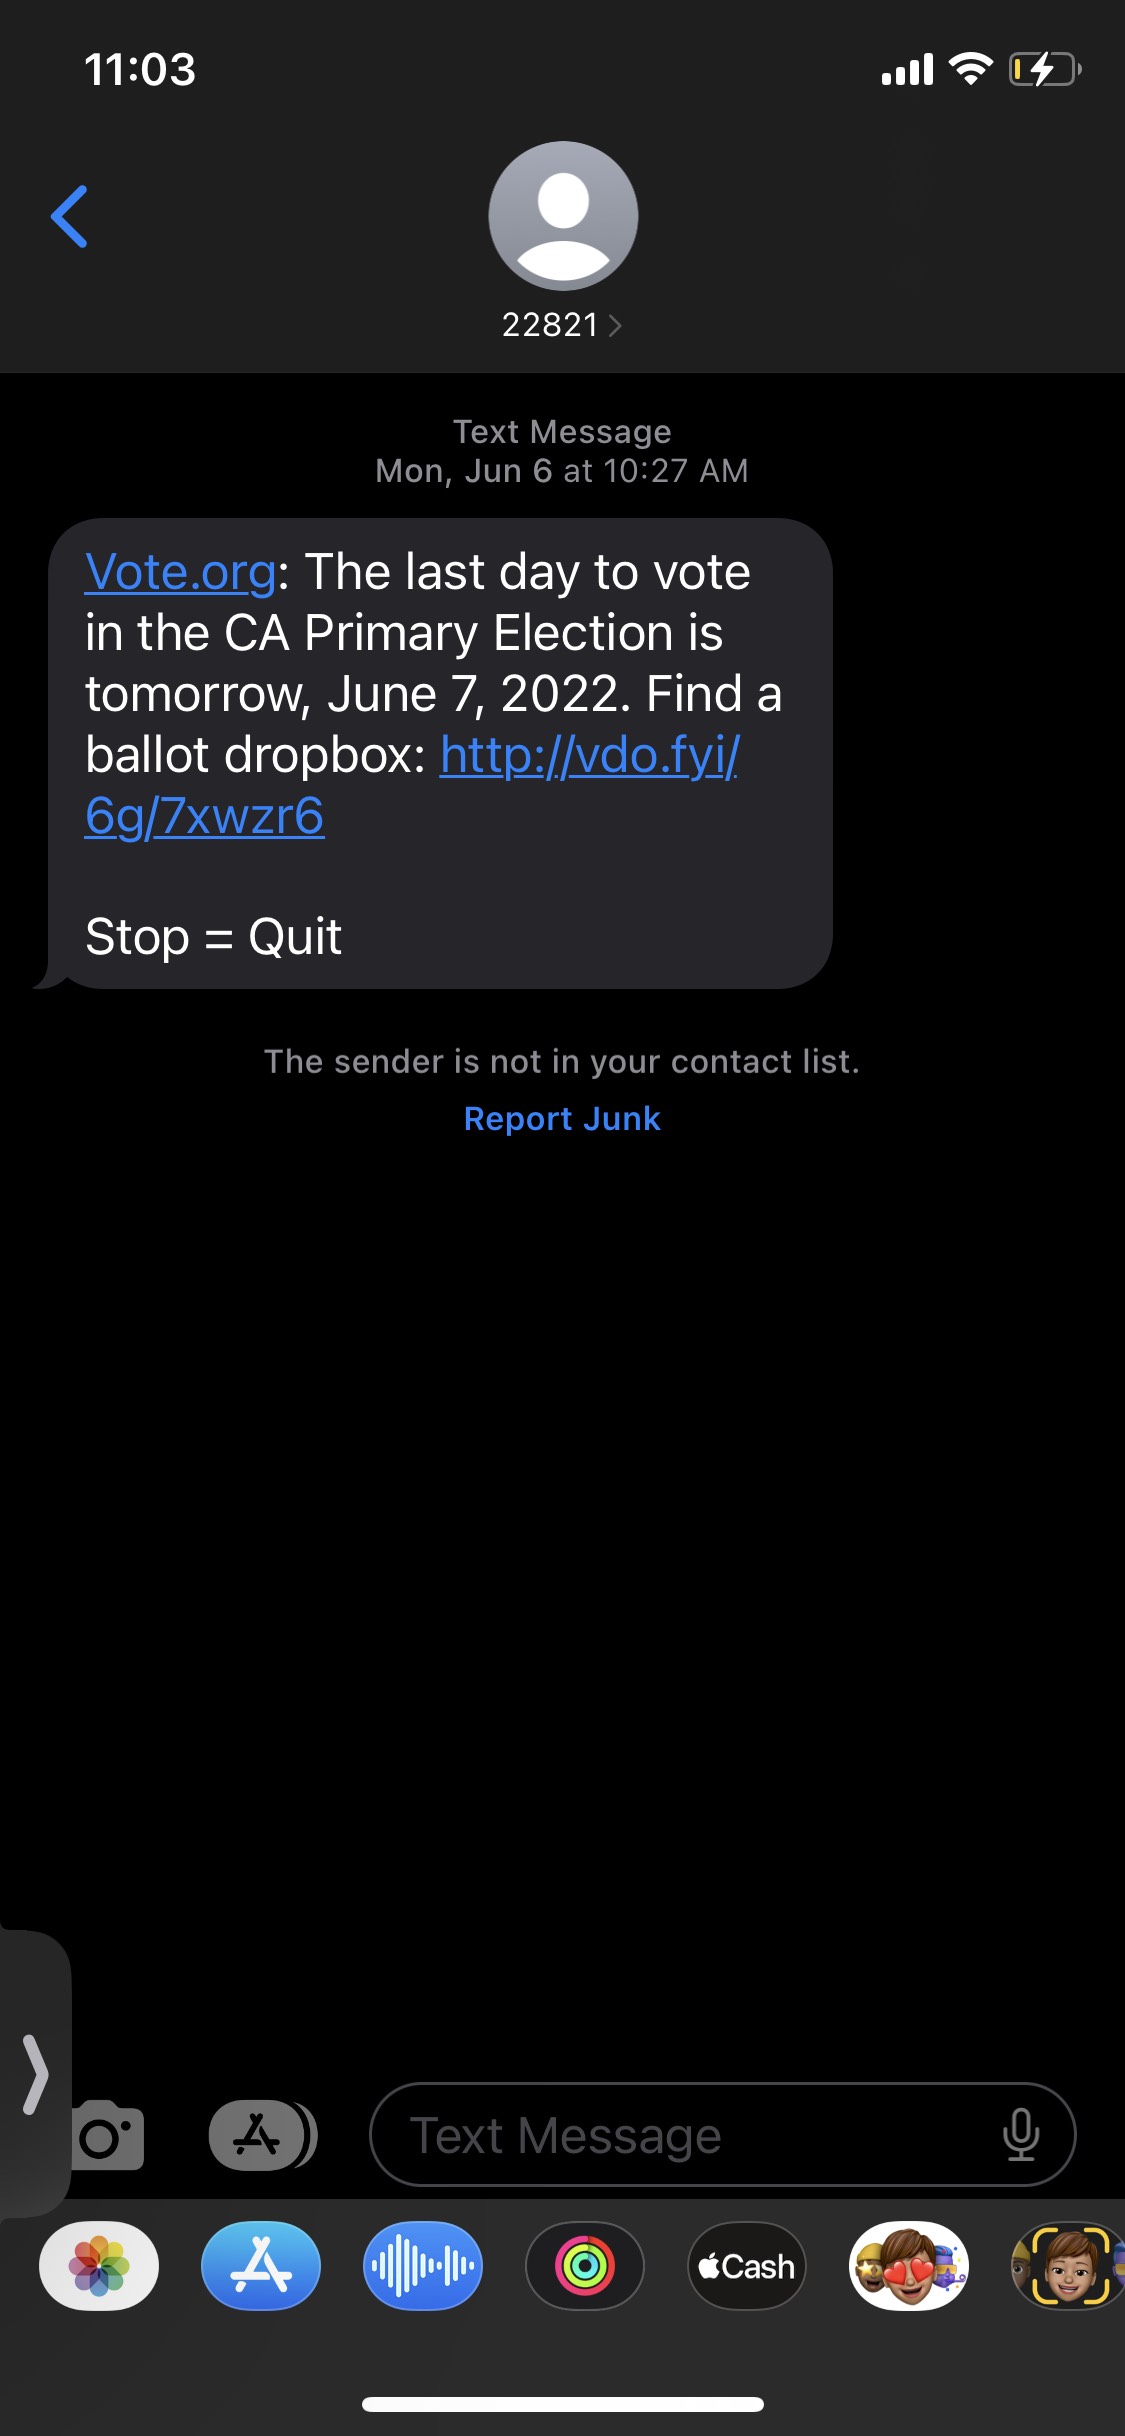 11:03
22821
Text Message
Mon, Jun 6 at 10:27 AM
Vote.org: The last day to vote
in the CA Primary Election is
tomorrow, June 7, 2022. Find a
ballot dropbox: http://vdo.fyi/
6g/7xwzr6
Stop = Quit
The sender is not in your contact list.
Report Junk
Text Message
Cash